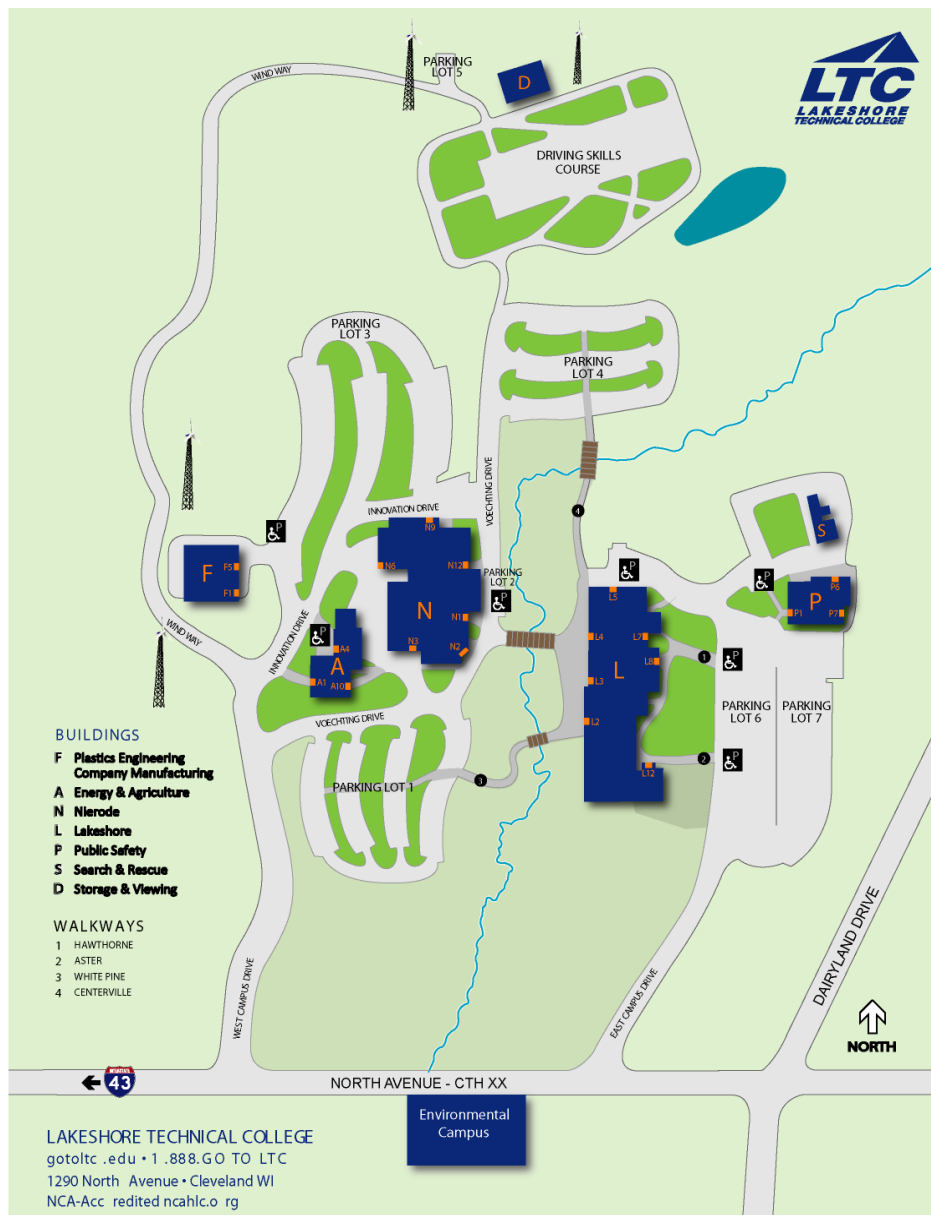 PARKING
LOT 5
WIND WAY
D
LTC
LAKESHORE
TECHNICAL COLLEGE
DRIVING SKILLS
COURSE
PARKING
LOT 3
PARKING
LOT 4
VOECHTING DRIVE
INNOVATION DRIVE
4
N9
N6
N12
PARKING
LOT 2
N
N1
N3
N2
P
F
F5
F1
P
WIND WAY
INNOVATION DRIVE
P
A
A4
A1
A10
P
L5
L4
L7
L
L8
L3
L2
L12
S
P
P
P6
P1
P7
1
P
2
P
PARKING
LOT 6
PARKING
LOT 7
VOECHTING DRIVE
PARKING LOT 1
3
BUILDINGS
F Plastics Engineering
Company Manufacturing
A Energy & Agriculture
N Nierode
L Lakeshore
P Public Safety
S Search & Rescue
D Storage & Viewing
WALKWAYS
1 HAWTHORNE
2 ASTER
3 WHITE PINE
4 CENTERVILLE
WEST CAMPUS DRIVE
EAST CAMPUS DRIVE
DAIRYLAND DRIVE
NORTH
INTERSTATE
43
NORTH AVENUE - CTH XX
Environmental
Campus
LAKESHORE TECHNICAL COLLEGE
gotoltc .edu • 1 .888.GO TO LTC
1290 North Avenue • Cleveland WI
NCA-Acc redited ncahlc.o rg